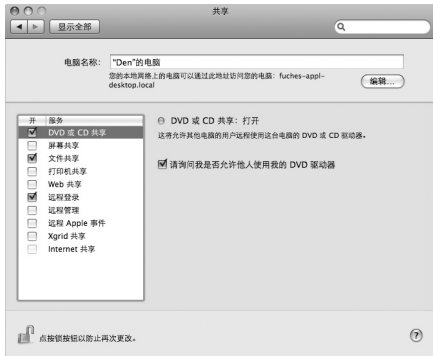 共享
显示全部
电脑名称： “Den”的电脑
您的本地网络上的电脑可以通过此地址访问您的电脑：fuches-appl-
desktop.local
编辑...
开 服务
DVD 或 CD 共享
屏幕共享
文件共享
打印机共享
Web 共享
远程登录
远程管理
远程 Apple 事件
Xgrid 共享
Internet 共享
DVD 或 CD 共享：打开
这将允许其他电脑的用户远程使用这台电脑的 DVD 或 CD 驱动器。
请询问我是否允许他人使用我的 DVD 驱动器
点按锁按钮以防止再次更改。
?